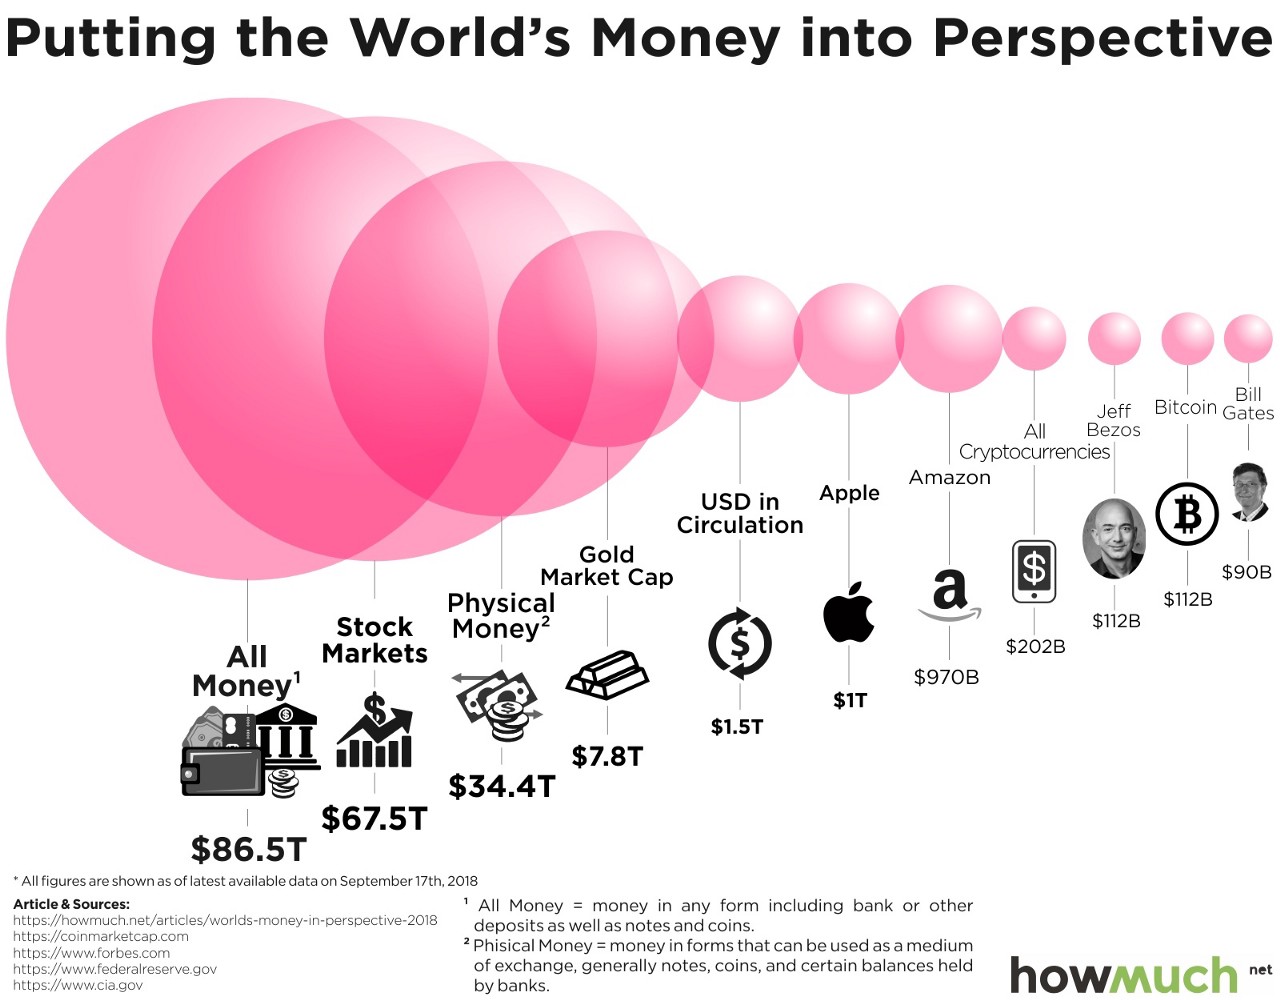 Putting the World's Money into Perspective
All
Money¹
$86.5T
Stock
Markets
$67.5T
Physical
Money²
$34.4T
Gold
Market Cap
$7.8T
USD in
Circulation
$1.5T
Apple
$1T
Amazon
a
$970B
All
Cryptocurrencies
$202B
Jeff
Bezos
$112B
Bitcoin
$112B
Bill
Gates
$90B
* All figures are shown as of latest available data on September 17th, 2018
Article & Sources:
https://howmuch.net/articles/worlds-money-in-perspective-2018
https://coinmarketcap.com
https://www.forbes.com
https://www.federalreserve.gov
https://www.cia.gov
¹ All Money = money in any form including bank or other
deposits as well as notes and coins.
² Phisical Money = money in forms that can be used as a medium
of exchange, generally notes, coins, and certain balances held
by banks.
howmuch net